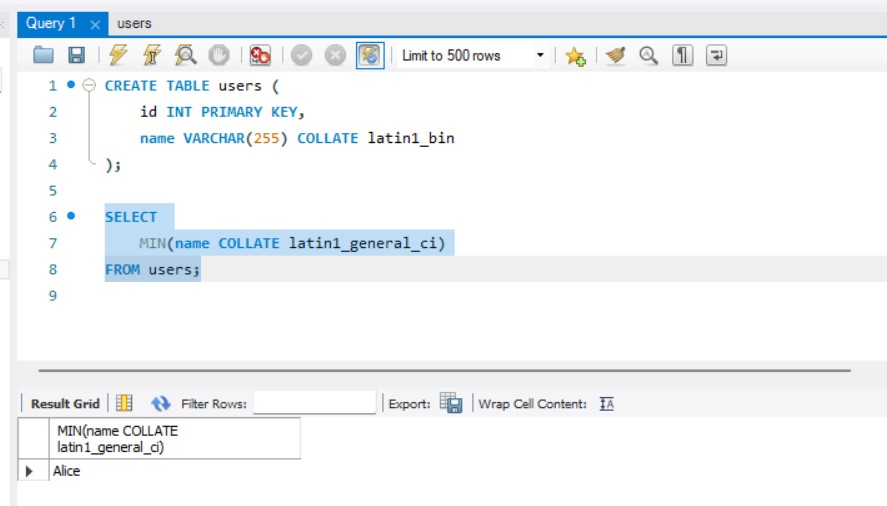 Query 1 × users
Limit to 500 rows
1 CREATE TABLE users (
2 id INT PRIMARY KEY,
3 name VARCHAR(255) COLLATE latin1_bin
4 );
5
6 SELECT
7 MIN(name COLLATE latin1_general_ci)
8 FROM users;
9
Result Grid Filter Rows: Export: Wrap Cell Content: IA
MIN(name COLLATE
latin1_general_ci)
Alice